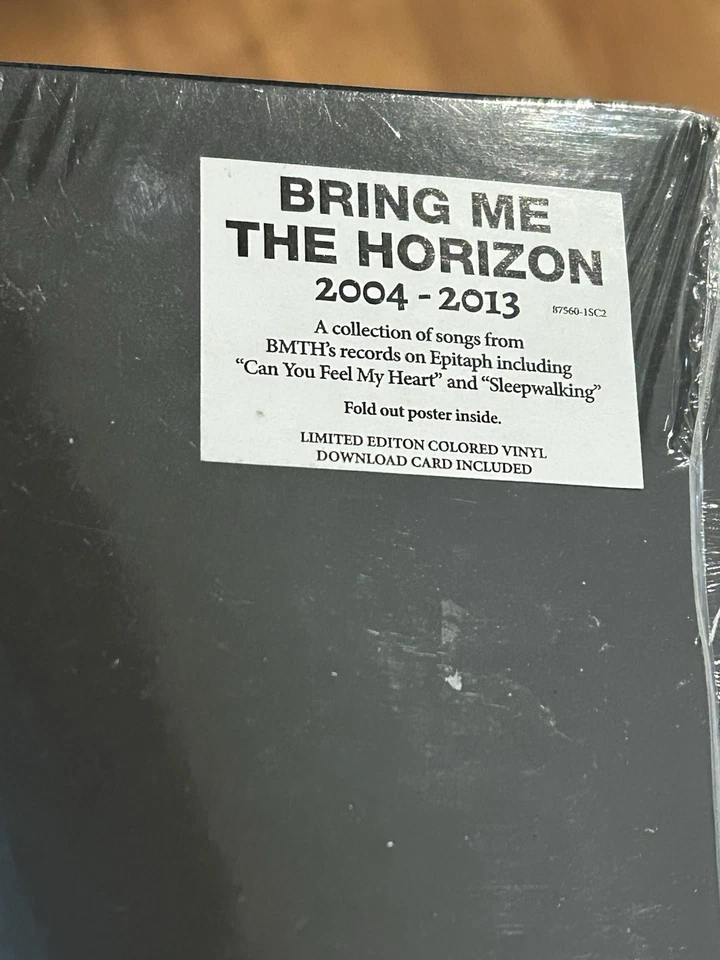 BRING ME
THE HORIZON
2004 - 2013
87560-1SC2
A collection of songs from
BMTH's records on Epitaph including
“Can You Feel My Heart” and “Sleepwalking”
Fold out poster inside.
LIMITED EDITON COLORED VINYL
DOWNLOAD CARD INCLUDED